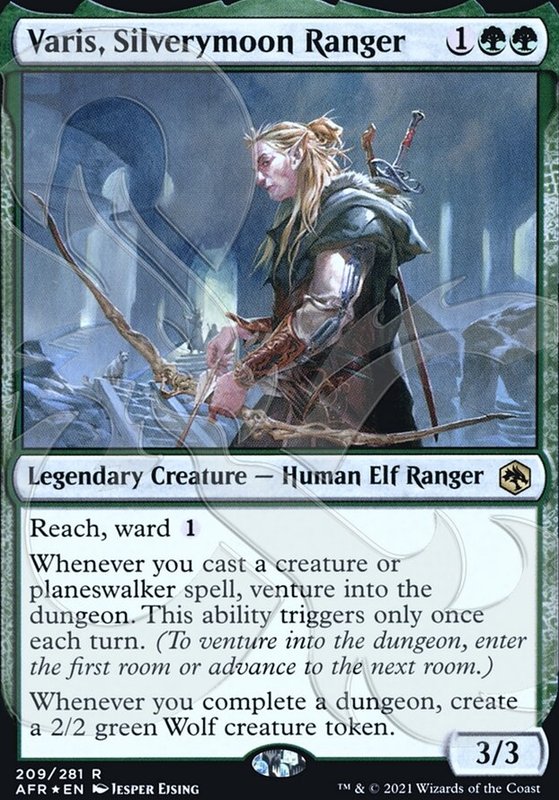 Varis, Silverymoon Ranger 1
Legendary Creature — Human Elf Ranger
Reach, ward 1
Whenever you cast a creature or
planeswalker spell, venture into the
dungeon. This ability triggers only once
each turn. (To venture into the dungeon, enter
the first room or advance to the next room.)
Whenever you complete a dungeon, create
a 2/2 green Wolf creature token.
3/3
209/281 R
AFR ★ EN Jesper Eising
™ & © 2021 Wizards of the Coast